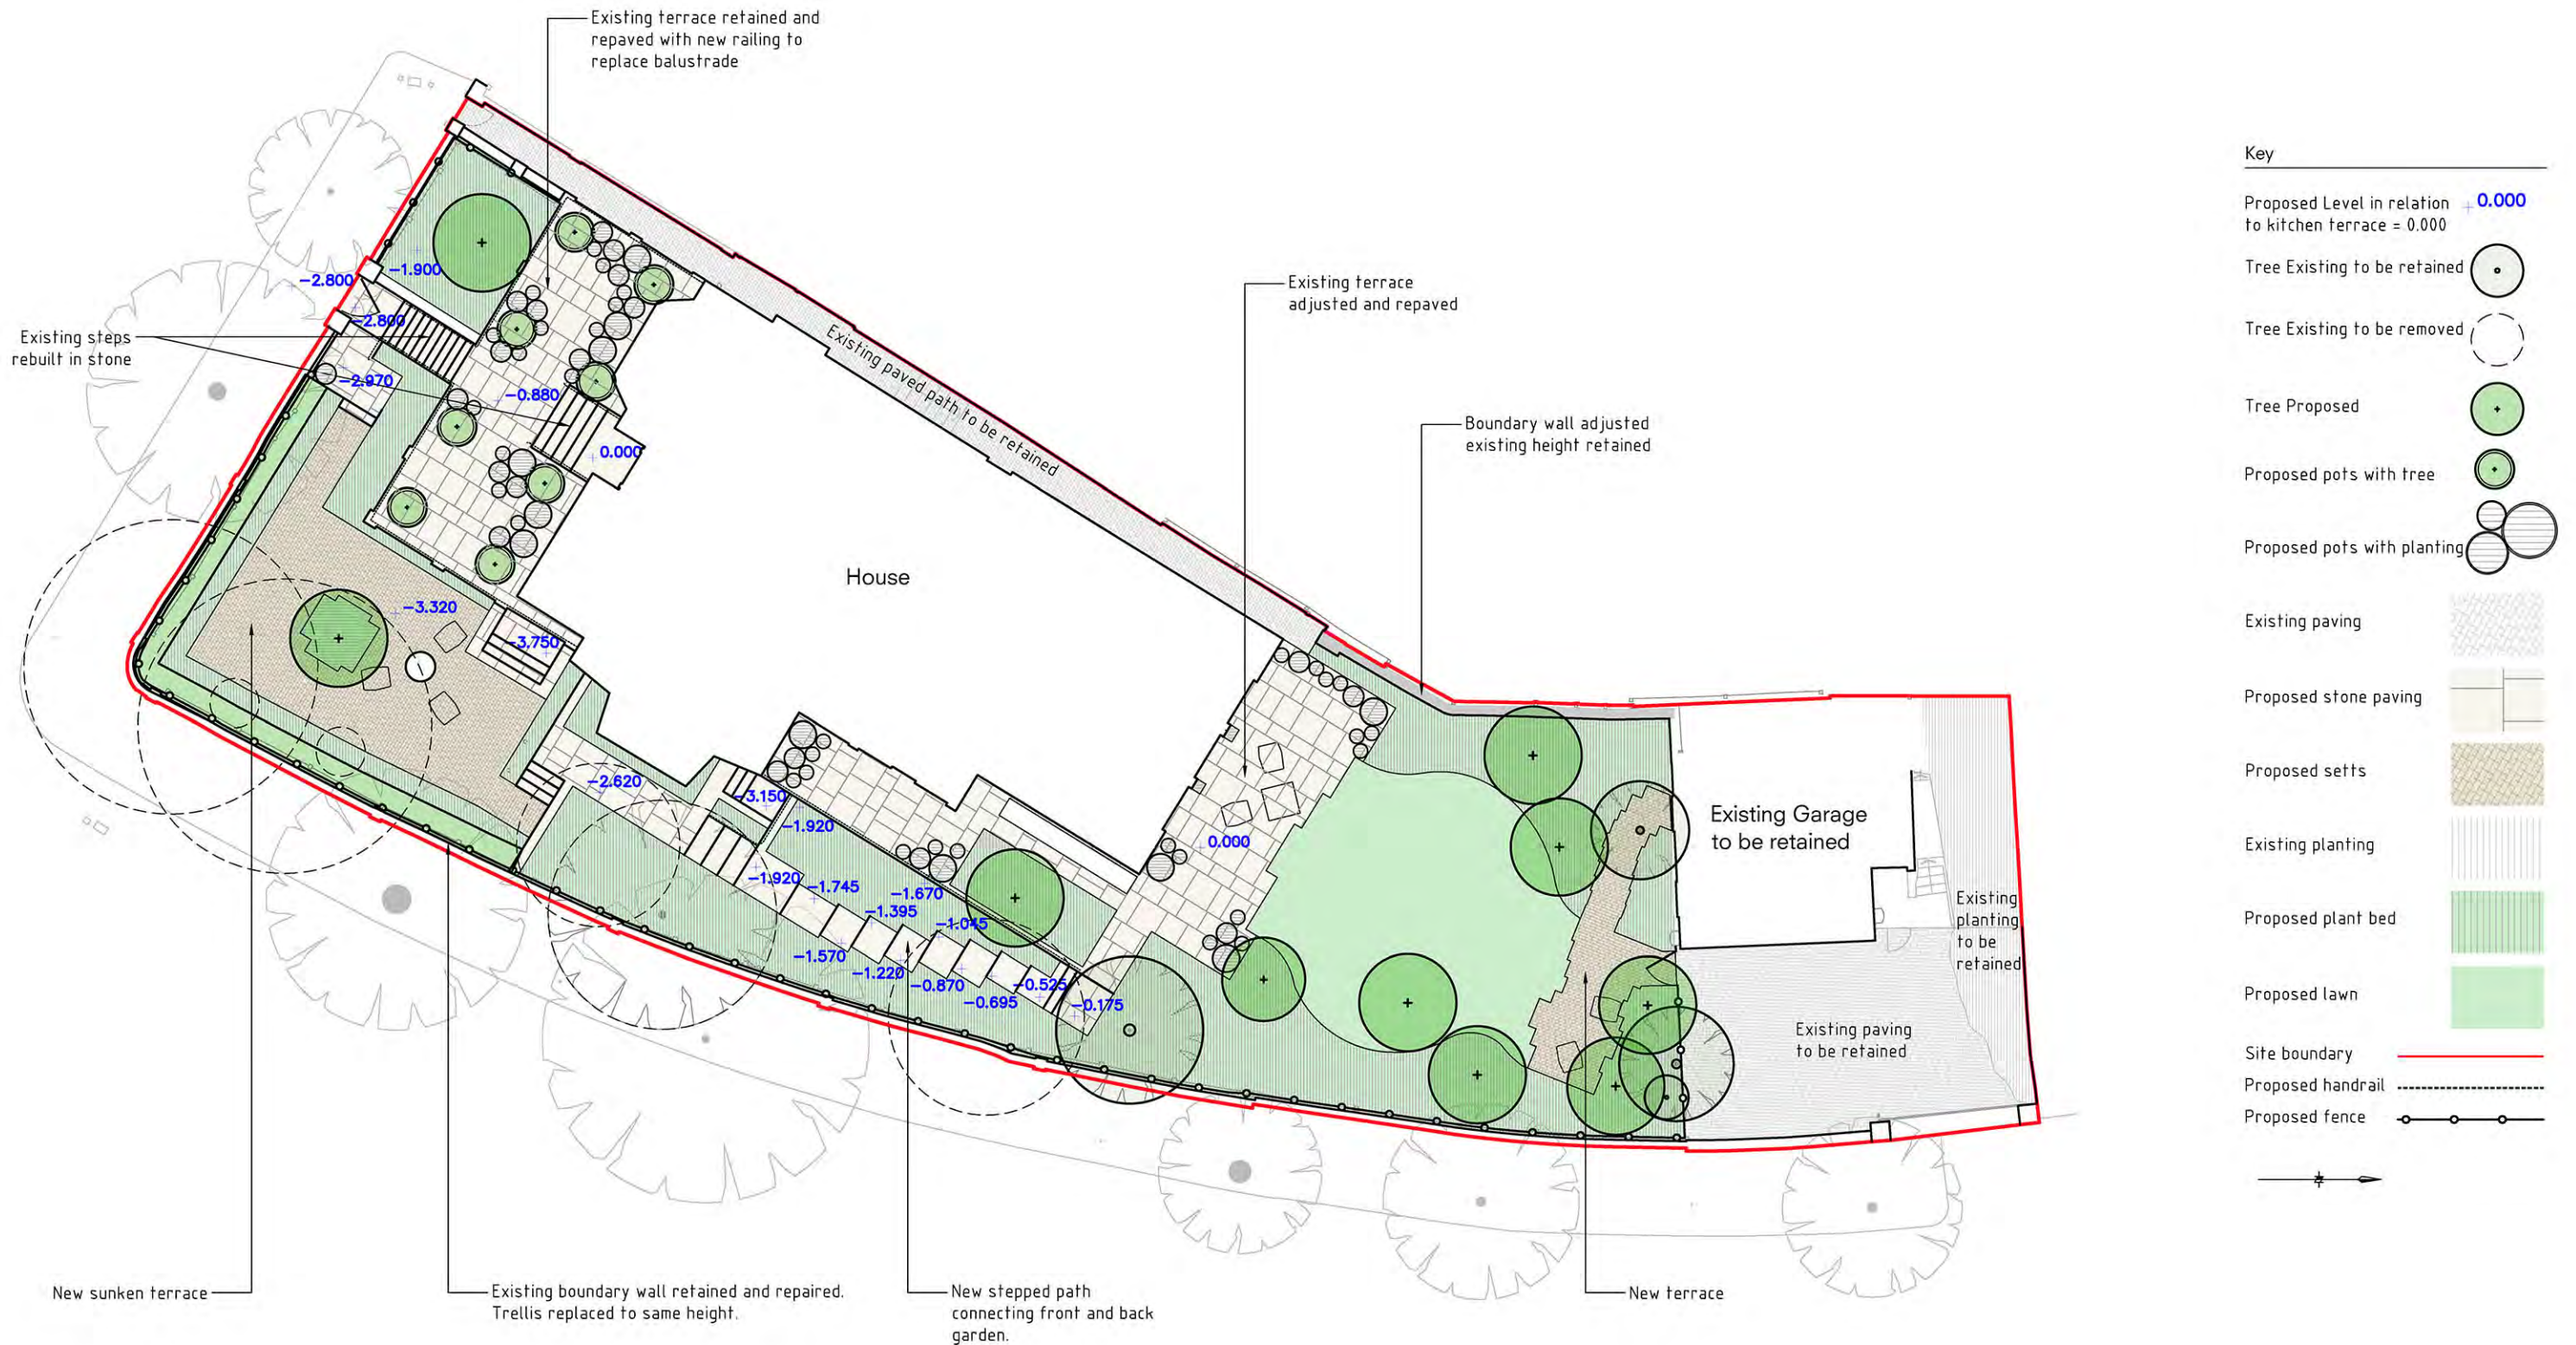 Existing terrace retained and
repaved with new railing to
replace balustrade
Existing terrace
adjusted and repaved
Boundary wall adjusted
existing height retained
Existing steps
rebuilt in stone
Existing paved path to be retained
House
Existing Garage
to be retained
Existing
planting
to be
retained
Existing paving
to be retained
-2.800
-1.900
-2.800
-2.970
-0.880
0.000
-3.320
-3.750
-2.620
-3.150
-1.920
-1.920
-1.745
-1.670
-1.395
-1.045
-1.570
-1.220
-0.870
-0.695
-0.525
-0.175
0.000
New sunken terrace
Existing boundary wall retained and repaired.
Trellis replaced to same height.
New stepped path
connecting front and back
garden.
New terrace
Key
Proposed Level in relation
to kitchen terrace = 0.000
0.000
Tree Existing to be retained
Tree Existing to be removed
Tree Proposed
Proposed pots with tree
Proposed pots with planting
Existing paving
Proposed stone paving
Proposed setts
Existing planting
Proposed plant bed
Proposed lawn
Site boundary
Proposed handrail
Proposed fence